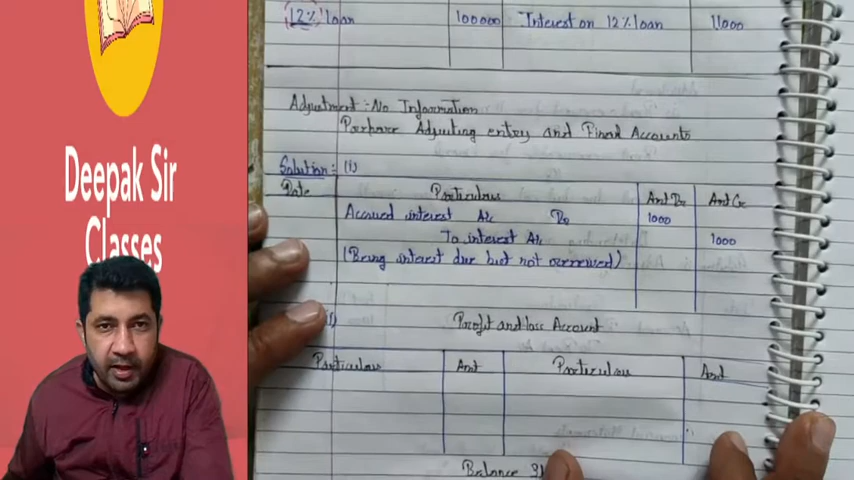 Deepak Sir
Classes
12% loan 100000 Interest on 12% loan 11000
Adjustment :- No Information
Prepare Adjusting entry and Final Accounts
Solution :- (i)
Date Particulars Amt Dr Amt Cr
Accrued interest A/c Dr 1000
To interest A/c 1000
(Being interest due but not received)
Profit and loss Account
Particulars Amt Particulars Amt
Balance